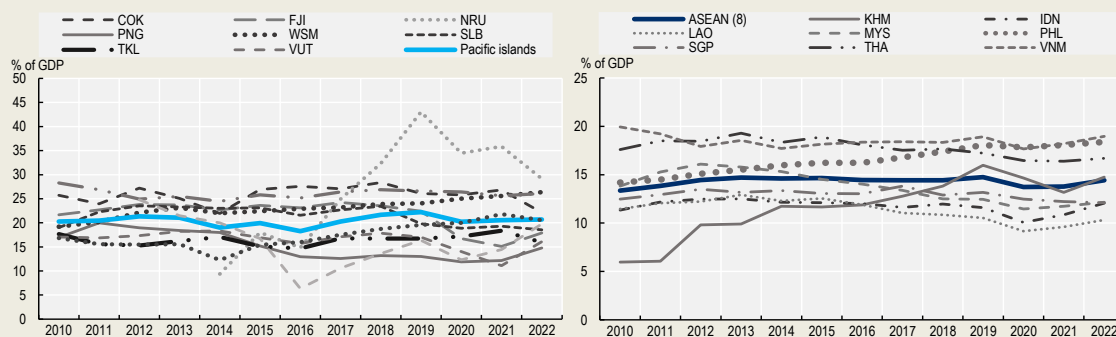 COK FJI NRU
PNG WSM SLB
TKL VUT Pacific islands
% of GDP
50
45
40
35
30
25
20
15
10
5
0
2010 2011 2012 2013 2014 2015 2016 2017 2018 2019 2020 2021 2022
ASEAN (8) KHM IDN
LAO MYS PHL
SGP THA VNM
% of GDP
25
20
15
10
5
0
2010 2011 2012 2013 2014 2015 2016 2017 2018 2019 2020 2021 2022